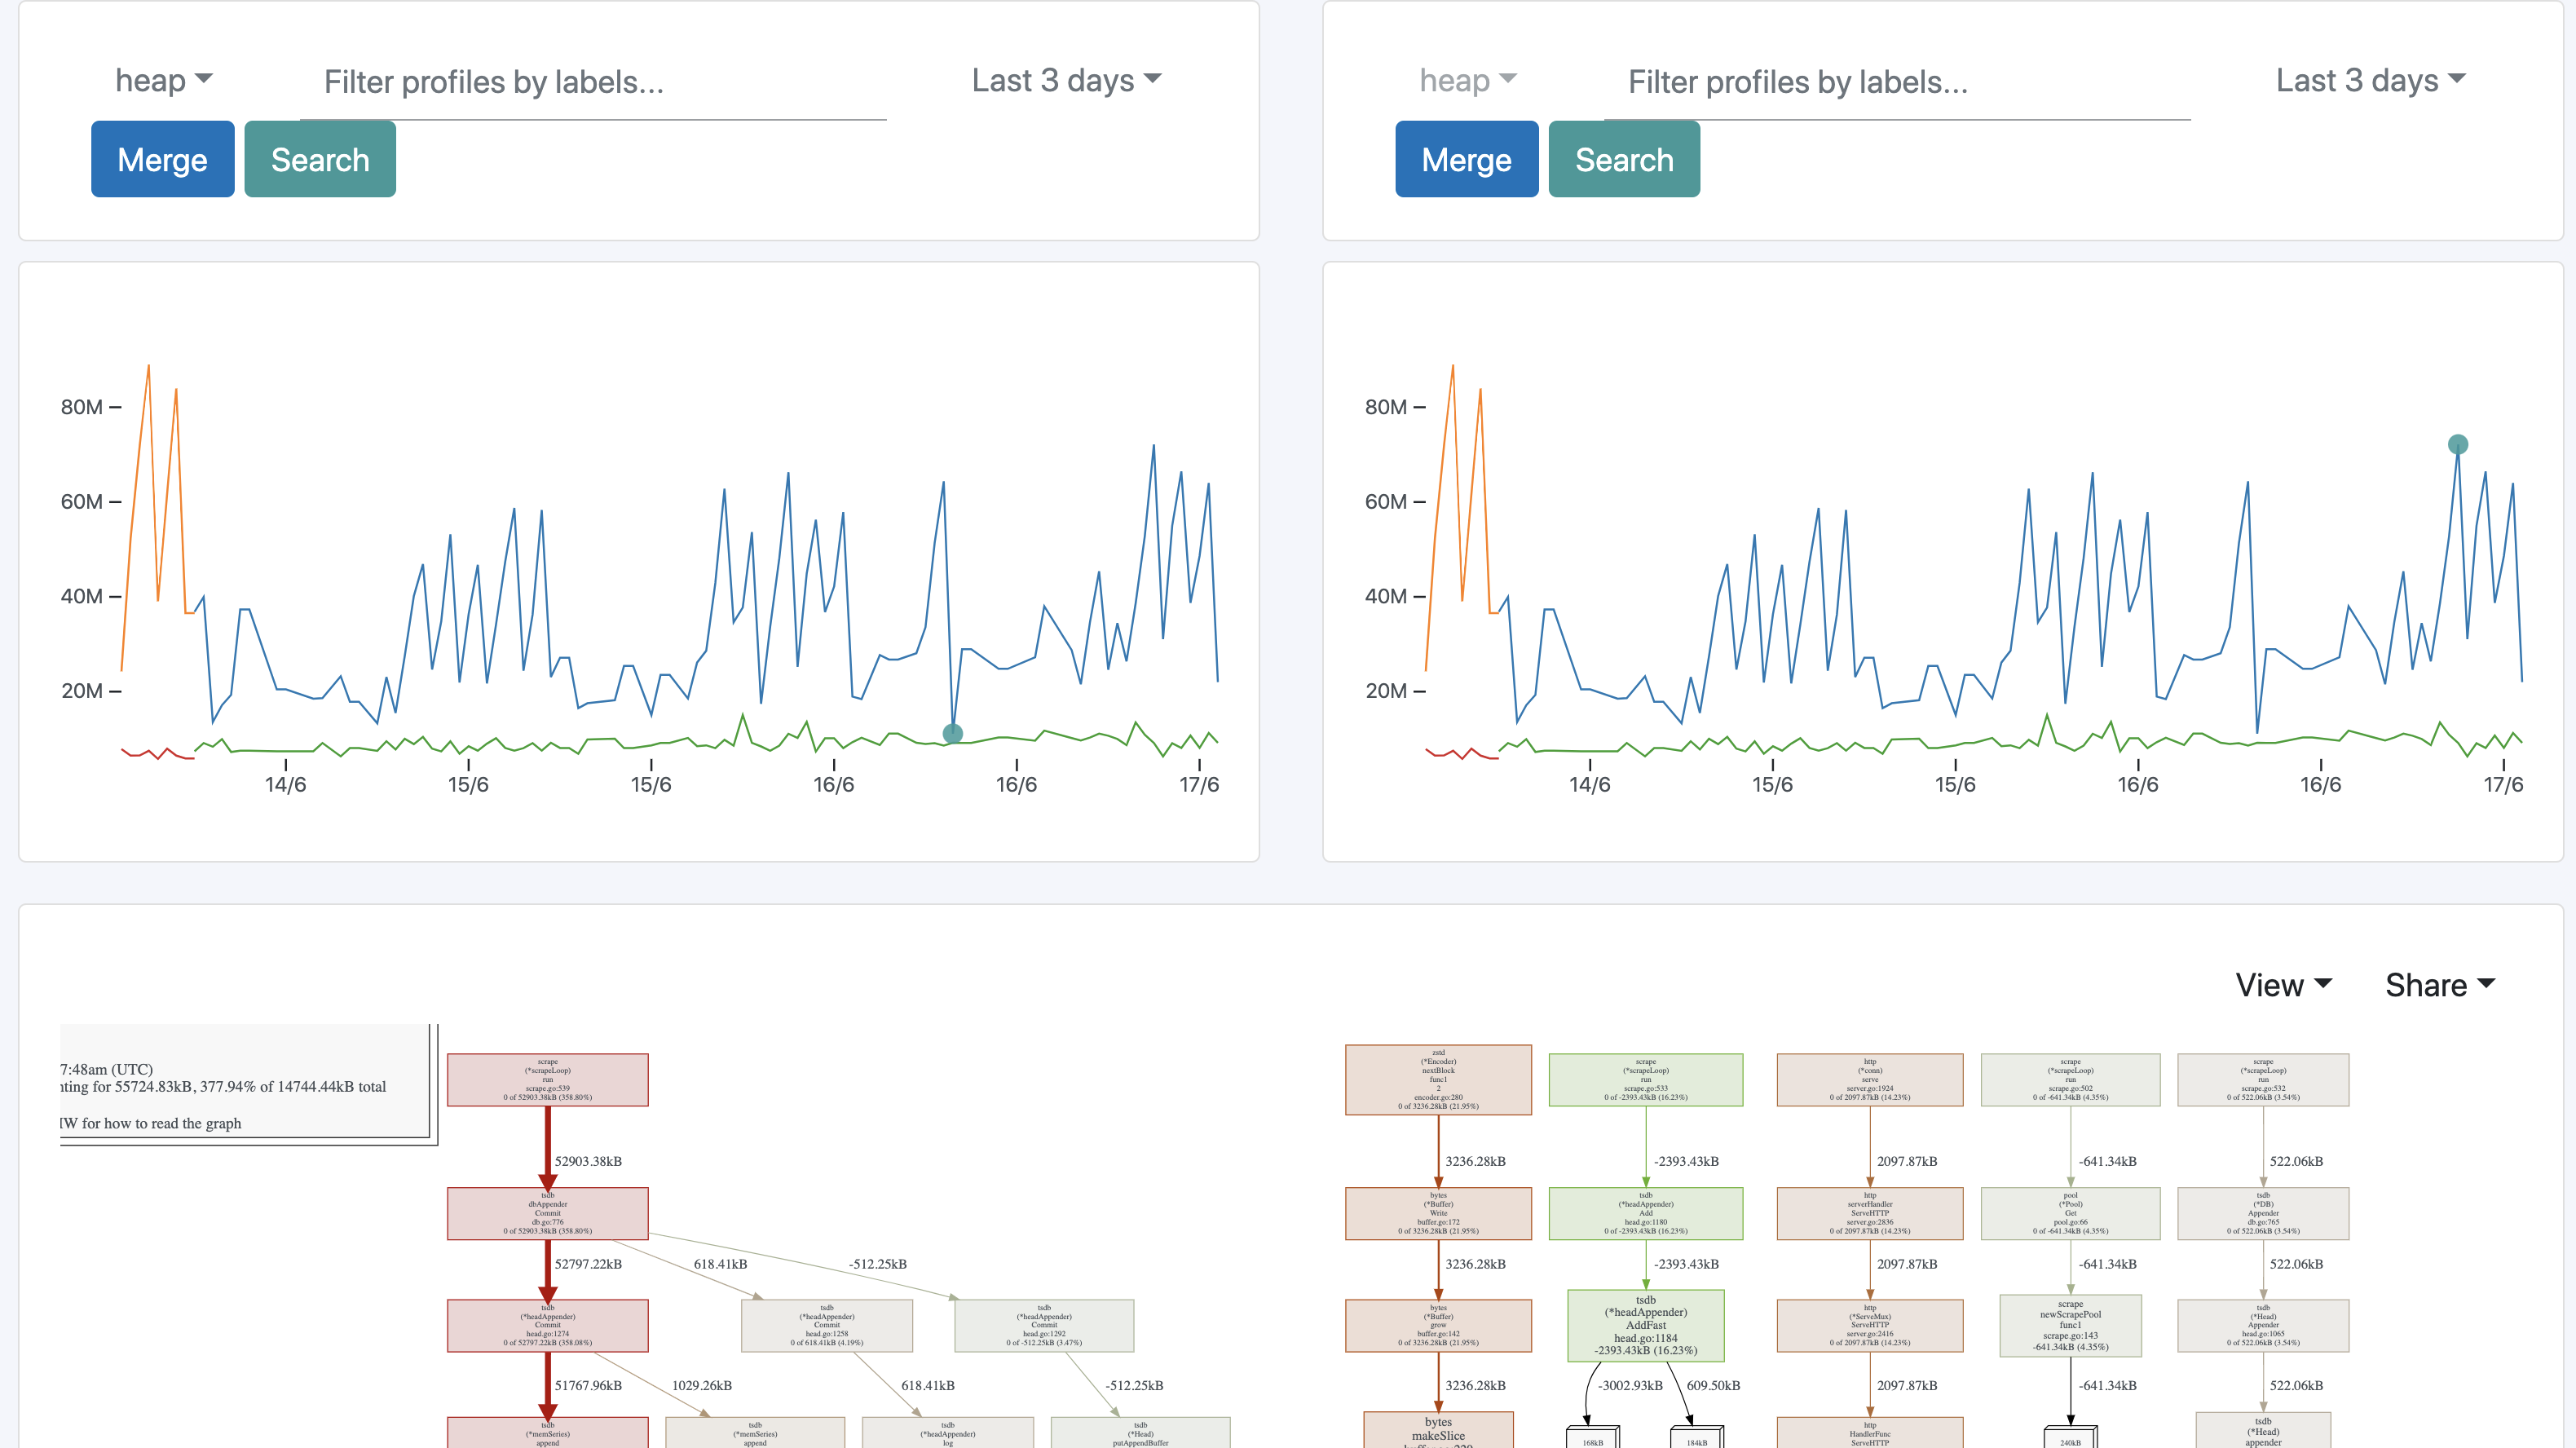 heap
Filter profiles by labels...
Last 3 days
Merge
Search
heap
Filter profiles by labels...
Last 3 days
Merge
Search
80M
60M
40M
20M
14/6
15/6
15/6
16/6
16/6
17/6
80M
60M
40M
20M
14/6
15/6
15/6
16/6
16/6
17/6
View
Share
7:48am (UTC)
nting for 55724.83kB, 377.94% of 14744.44kB total
IW for how to read the graph
scrape
(*scrapeLoop)
run
scrape.go:539
0 of 52903.38kB (358.80%)
zstd
(*Encoder)
nextBlock
func1
2
encoder.go:280
0 of 3236.28kB (21.95%)
scrape
(*scrapeLoop)
run
scrape.go:533
0 of -2393.43kB (16.23%)
http
(*conn)
serve
server.go:1924
0 of 2097.87kB (14.23%)
scrape
(*scrapeLoop)
run
scrape.go:502
0 of -641.34kB (4.35%)
scrape
(*scrapeLoop)
run
scrape.go:532
0 of 522.06kB (3.54%)
52903.38kB
3236.28kB
-2393.43kB
2097.87kB
-641.34kB
522.06kB
tsdb
dbAppender
Commit
db.go:776
0 of 52903.38kB (358.80%)
bytes
(*Buffer)
Write
buffer.go:172
0 of 3236.28kB (21.95%)
tsdb
(*headAppender)
Add
head.go:1180
0 of -2393.43kB (16.23%)
http
serverHandler
ServeHTTP
server.go:2836
0 of 2097.87kB (14.23%)
pool
(*Pool)
Get
pool.go:66
0 of -641.34kB (4.35%)
tsdb
(*DB)
Appender
db.go:765
0 of 522.06kB (3.54%)
52797.22kB
618.41kB
-512.25kB
3236.28kB
-2393.43kB
2097.87kB
-641.34kB
522.06kB
tsdb
(*headAppender)
Commit
head.go:1274
0 of 52797.22kB (358.08%)
tsdb
(*headAppender)
Commit
head.go:1258
0 of 618.41kB (4.19%)
tsdb
(*headAppender)
Commit
head.go:1292
0 of -512.25kB (3.47%)
bytes
(*Buffer)
grow
buffer.go:142
0 of 3236.28kB (21.95%)
tsdb
(*headAppender)
AddFast
head.go:1184
-2393.43kB (16.23%)
http
(*ServeMux)
ServeHTTP
server.go:2416
0 of 2097.87kB (14.23%)
scrape
newScrapePool
func1
scrape.go:143
-641.34kB (4.35%)
tsdb
(*Head)
Appender
head.go:1065
0 of 522.06kB (3.54%)
51767.96kB
1029.26kB
618.41kB
-512.25kB
3236.28kB
-3002.93kB
609.50kB
2097.87kB
-641.34kB
522.06kB
tsdb
(*memSeries)
append
tsdb
(*memSeries)
append
tsdb
(*headAppender)
log
tsdb
(*Head)
putAppendBuffer
bytes
makeSlice
168kB
184kB
http
HandlerFunc
ServeHTTP
240kB
tsdb
(*Head)
appender